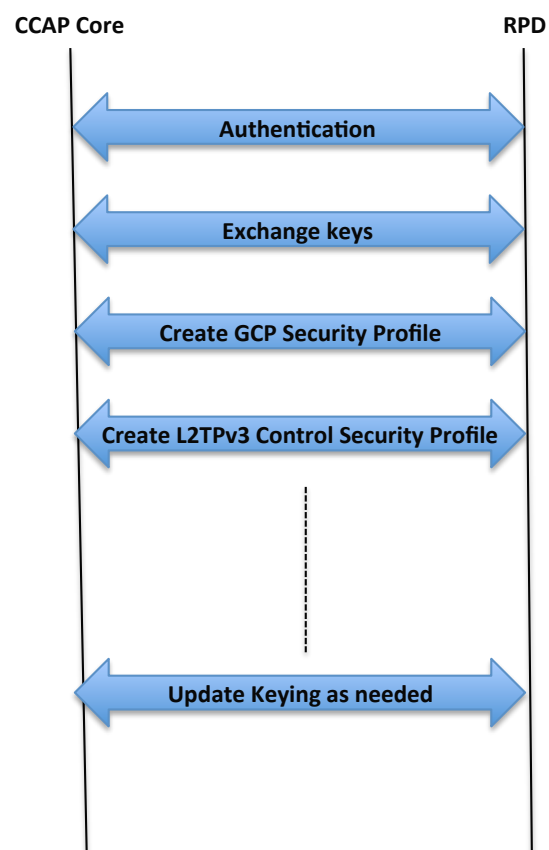 CCAP Core
RPD
Authentication
Exchange keys
Create GCP Security Profile
Create L2TPv3 Control Security Profile
Update Keying as needed